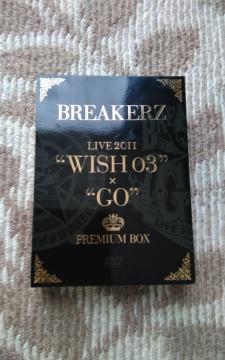 BREAKERZ
LIVE 2011
“WISH 03”
×
“GO”
PREMIUM BOX
DVD